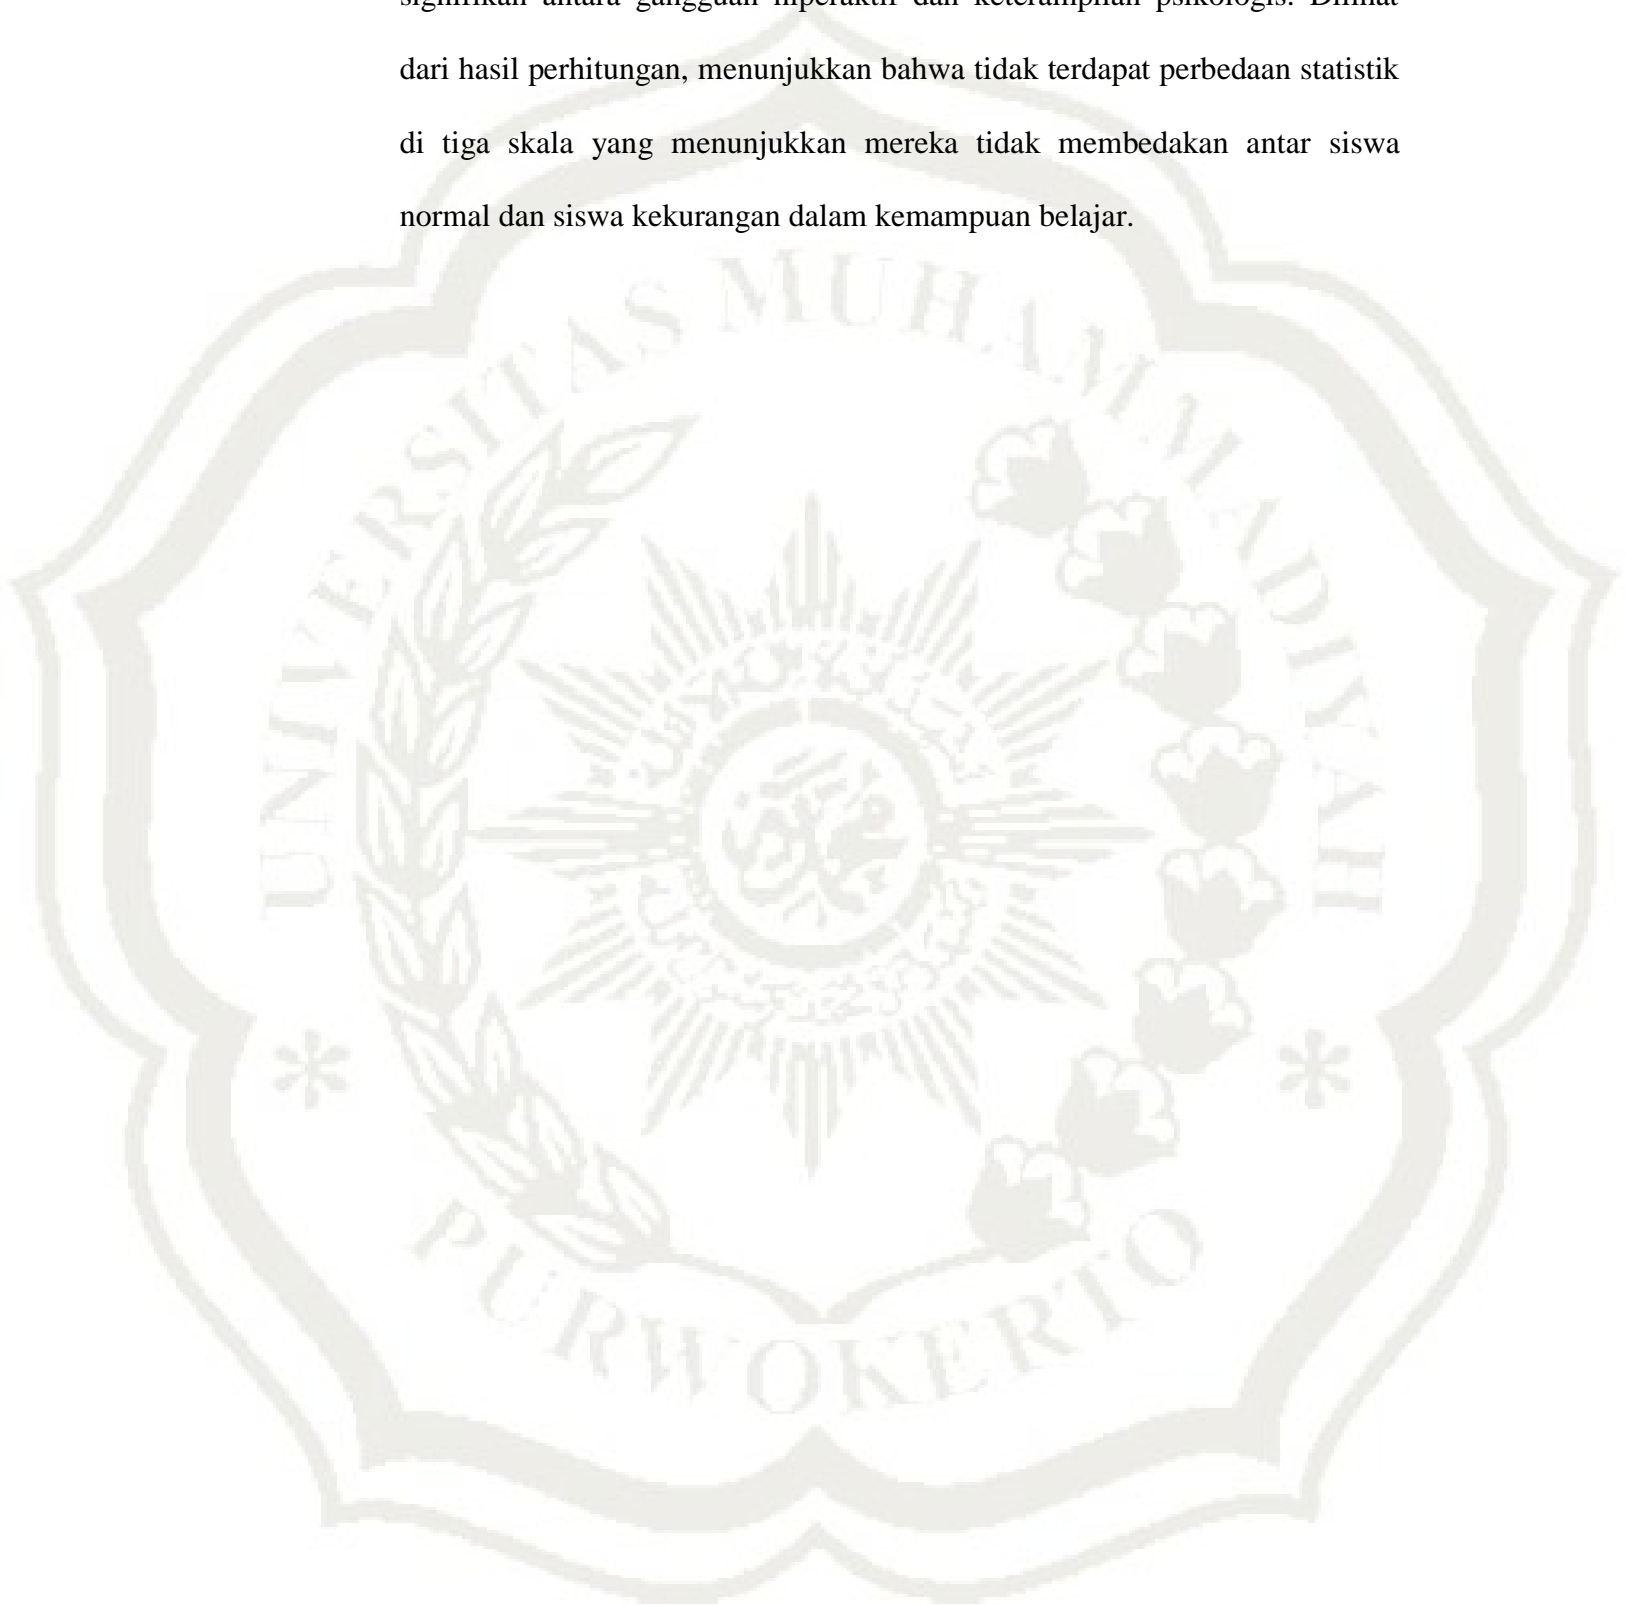 signifikan antara gangguan hiperaktif dan keterampilan psikologis. Dilihat
dari hasil perhitungan, menunjukkan bahwa tidak terdapat perbedaan statistik
di tiga skala yang menunjukkan mereka tidak membedakan antar siswa
normal dan siswa kekurangan dalam kemampuan belajar.
UNIVERSITAS MUHAMMADIYAH
PURWOKERTO